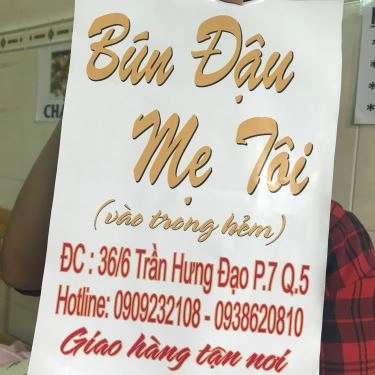 Bún Đậu
Mẹ Tôi
(vào trong hẻm)
ĐC : 36/6 Trần Hưng Đạo P.7 Q.5
Hotline: 0909232108 - 0938620810
Giao hàng tận nơi